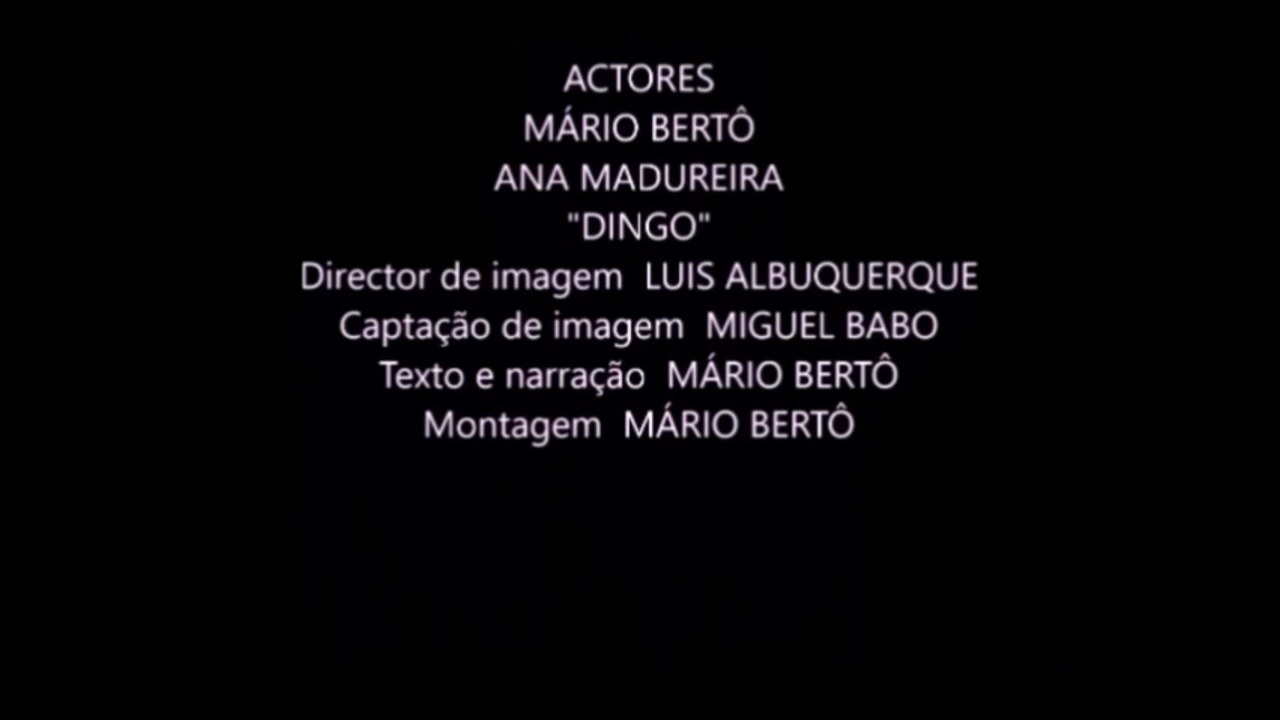 ACTORES
MÁRIO BERTÔ
ANA MADUREIRA
"DINGO"
Director de imagem  LUIS ALBUQUERQUE
Captação de imagem  MIGUEL BABO
Texto e narração  MÁRIO BERTÔ
Montagem  MÁRIO BERTÔ